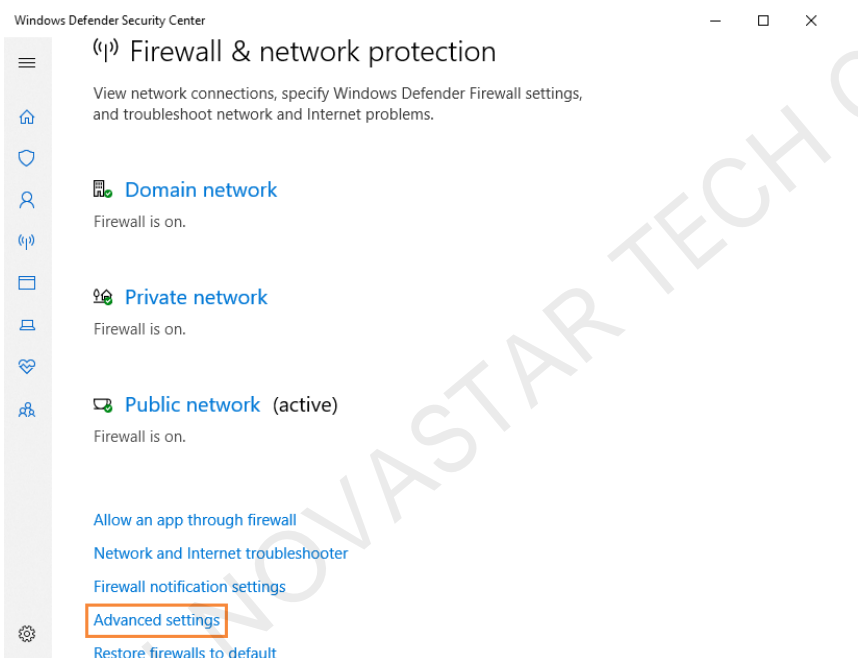 Windows Defender Security Center
Firewall & network protection
View network connections, specify Windows Defender Firewall settings,
and troubleshoot network and Internet problems.
Domain network
Firewall is on.
Private network
Firewall is on.
Public network (active)
Firewall is on.
Allow an app through firewall
Network and Internet troubleshooter
Firewall notification settings
Advanced settings
Restore firewalls to default
NOVASTAR TECH